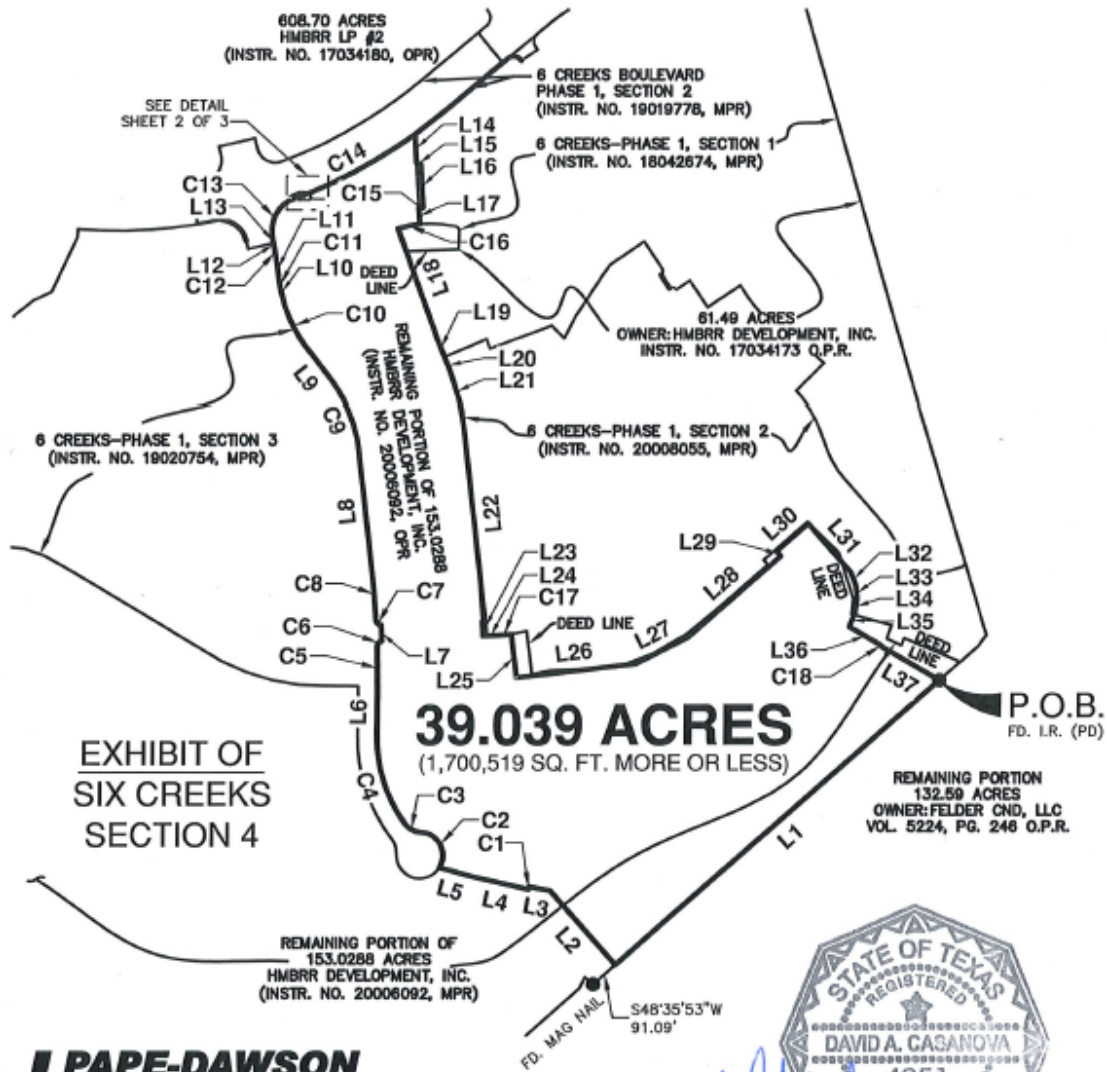 608.70 ACRES
HMBRR LP #2
(INSTR. NO. 17034180, OPR)
6 CREEKS BOULEVARD
PHASE 1, SECTION 2
(INSTR. NO. 19019778, MPR)
SEE DETAIL
SHEET 2 OF 3
6 CREEKS-PHASE 1, SECTION 1
(INSTR. NO. 18042674, MPR)
C14
L14
L15
L16
C13
L13
C15
L17
L11
C11
C16
L12
C12
L10
DEED
LINE
L18
C10
L19
61.49 ACRES
OWNER:HMBRR DEVELOPMENT, INC.
INSTR. NO. 17034173 O.P.R.
L20
L21
REMAINING PORTION OF 153.0288
HMBRR DEVELOPMENT, INC.
(INSTR. NO. 20006092, OPR
L9
C9
6 CREEKS-PHASE 1, SECTION 3
(INSTR. NO. 19020754, MPR)
6 CREEKS-PHASE 1, SECTION 2
(INSTR. NO. 20008055, MPR)
L8
L22
L30
L29
L31
L23
L24
C17
L28
L32
L33
L34
L35
DEED
LINE
C8
C7
C6
C5
L7
DEED LINE
L27
L26
L25
L36
C18
DEED
LINE
L37
P.O.B.
FD. I.R. (PD)
39.039 ACRES
(1,700,519 SQ. FT. MORE OR LESS)
L6
C4
EXHIBIT OF
SIX CREEKS
SECTION 4
REMAINING PORTION
132.59 ACRES
OWNER:FELDER CND, LLC
VOL. 5224, PG. 246 O.P.R.
C3
C2
C1
L1
L5
L4
L3
L2
REMAINING PORTION OF
153.0288 ACRES
HMBRR DEVELOPMENT, INC.
(INSTR. NO. 20006092, MPR)
S48°35'53"W
91.09'
FD. MAG NAIL
STATE OF TEXAS
REGISTERED
DAVID A. CASANOVA
PAPE-DAWSON